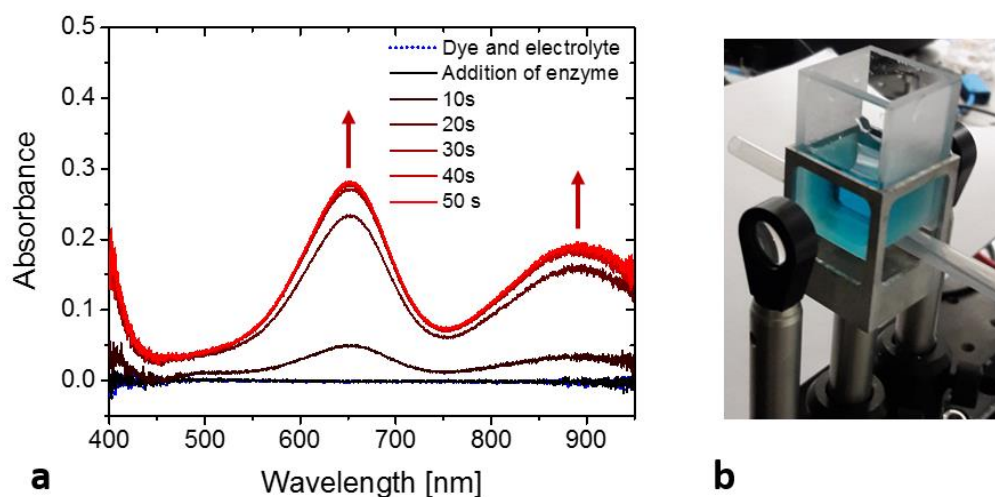 0.5
0.4
0.3
0.2
0.1
0.0
Absorbance
Dye and electrolyte
Addition of enzyme
10s
20s
30s
40s
50 s
400 500 600 700 800 900
Wavelength [nm]
a
b